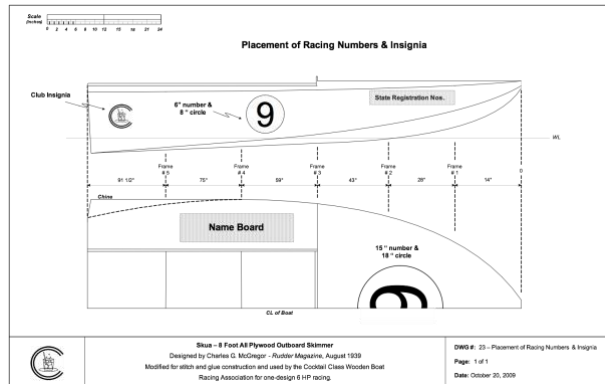 Scale
(inches)
0 2 4 6 8 10 12 18 24
Placement of Racing Numbers & Insignia
Club Insignia
6" number &
8 " circle
9
State Registration Nos.
WL
Frame # 5
Frame # 4
Frame # 3
Frame # 2
Frame # 1
0
91 1/2"
75"
59"
43"
28"
14"
Chine
Name Board
15 " number &
18 " circle
9
CL of Boat
Skua – 8 Foot All Plywood Outboard Skimmer
Designed by Charles G. McGregor - Rudder Magazine, August 1939
Modified for stitch and glue construction and used by the Cocktail Class Wooden Boat
Racing Association for one-design 6 HP racing.
DWG #: 23 – Placement of Racing Numbers & Insignia
Page: 1 of 1
Date: October 20, 2009